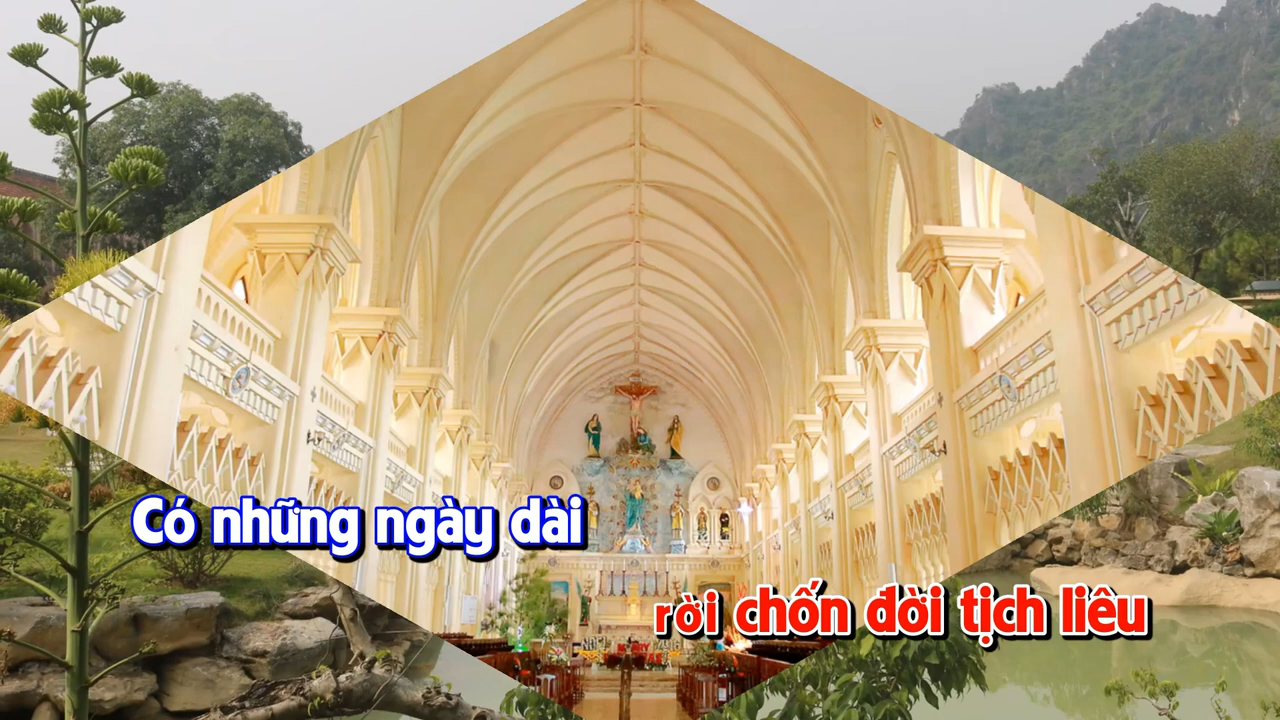 Có những ngày dài
rời chốn đời tịch liêu